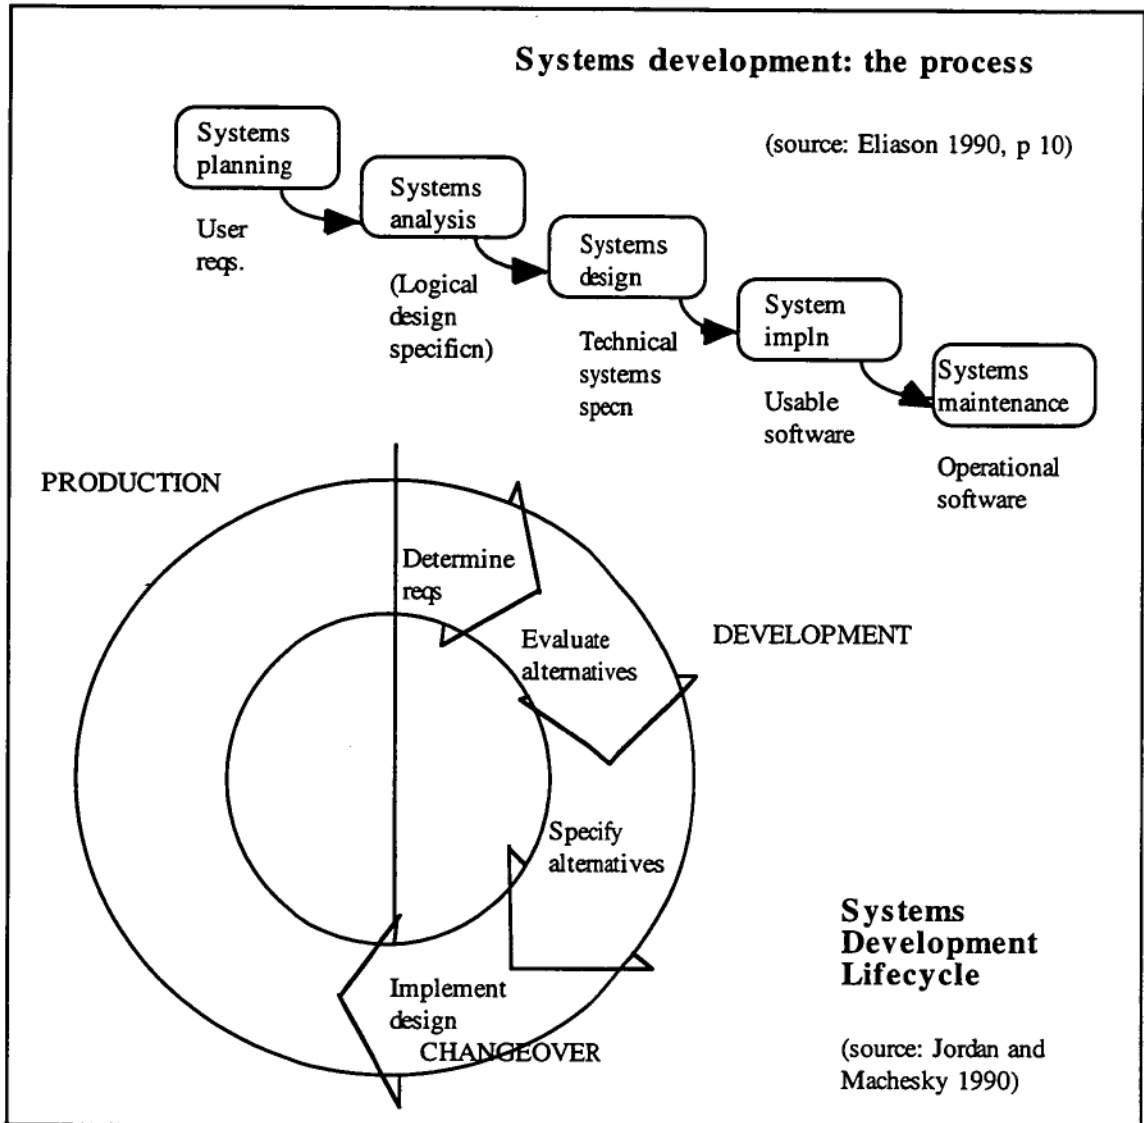 Systems development: the process
(source: Eliason 1990, p 10)
Systems
planning
User
reqs.
Systems
analysis
(Logical
design
specificn)
Systems
design
Technical
systems
specn
System
impln
Usable
software
Systems
maintenance
Operational
software
PRODUCTION
Determine
reqs
Evaluate
alternatives
DEVELOPMENT
Specify
alternatives
Implement
design
CHANGEOVER
Systems
Development
Lifecycle
(source: Jordan and
Machesky 1990)